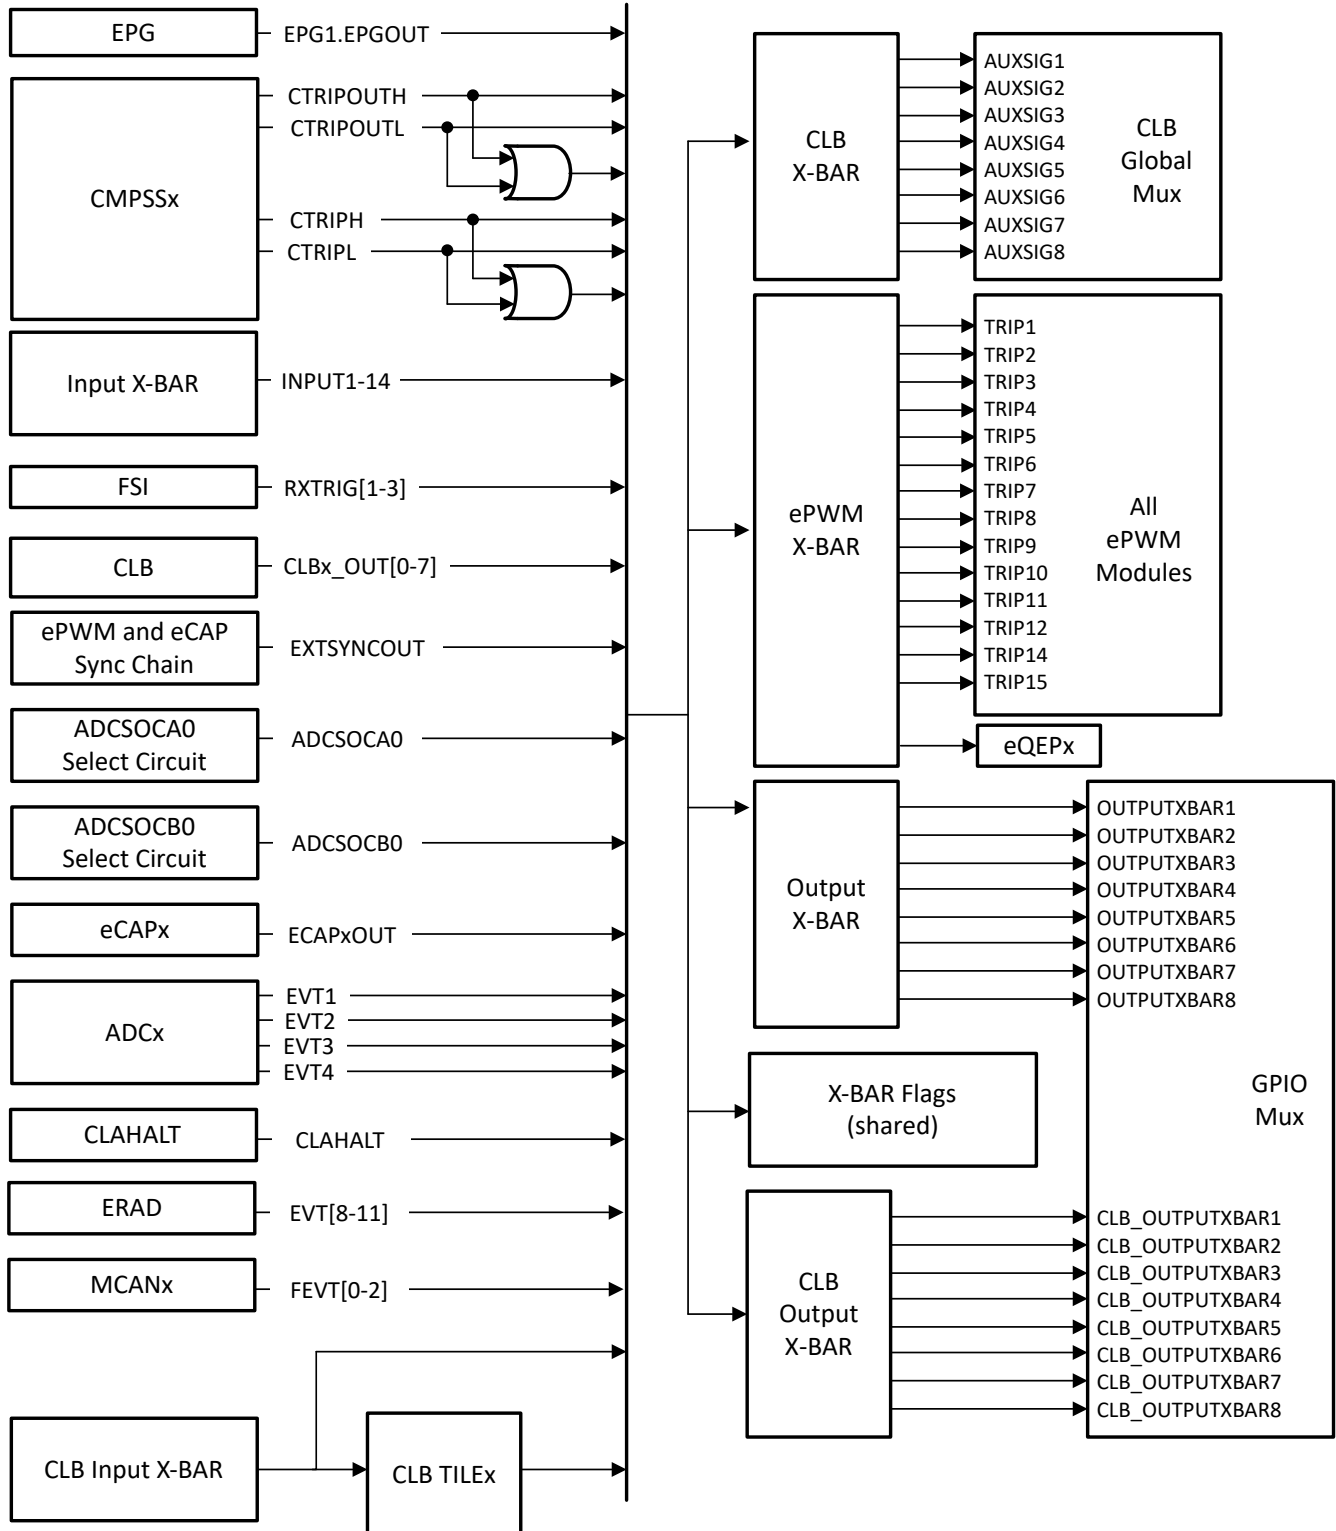 EPG
EPG1.EPGOUT
CMPSSx
CTRIPOUTH
CTRIPOUTL
CTRIPH
CTRIPL
Input X-BAR
INPUT1-14
FSI
RXTRIG[1-3]
CLB
CLBx_OUT[0-7]
ePWM and eCAP
Sync Chain
EXTSYNCOUT
ADCSOCA0
Select Circuit
ADCSOCA0
ADCSOCB0
Select Circuit
ADCSOCB0
eCAPx
ECAPxOUT
ADCx
EVT1
EVT2
EVT3
EVT4
CLAHALT
CLAHALT
ERAD
EVT[8-11]
MCANx
FEVT[0-2]
CLB Input X-BAR
CLB TILEx
CLB
X-BAR
AUXSIG1
AUXSIG2
AUXSIG3
AUXSIG4
AUXSIG5
AUXSIG6
AUXSIG7
AUXSIG8
CLB
Global
Mux
ePWM
X-BAR
TRIP1
TRIP2
TRIP3
TRIP4
TRIP5
TRIP6
TRIP7
TRIP8
TRIP9
TRIP10
TRIP11
TRIP12
TRIP14
TRIP15
All
ePWM
Modules
eQEPx
Output
X-BAR
OUTPUTXBAR1
OUTPUTXBAR2
OUTPUTXBAR3
OUTPUTXBAR4
OUTPUTXBAR5
OUTPUTXBAR6
OUTPUTXBAR7
OUTPUTXBAR8
X-BAR Flags
(shared)
GPIO
Mux
CLB
Output
X-BAR
CLB_OUTPUTXBAR1
CLB_OUTPUTXBAR2
CLB_OUTPUTXBAR3
CLB_OUTPUTXBAR4
CLB_OUTPUTXBAR5
CLB_OUTPUTXBAR6
CLB_OUTPUTXBAR7
CLB_OUTPUTXBAR8